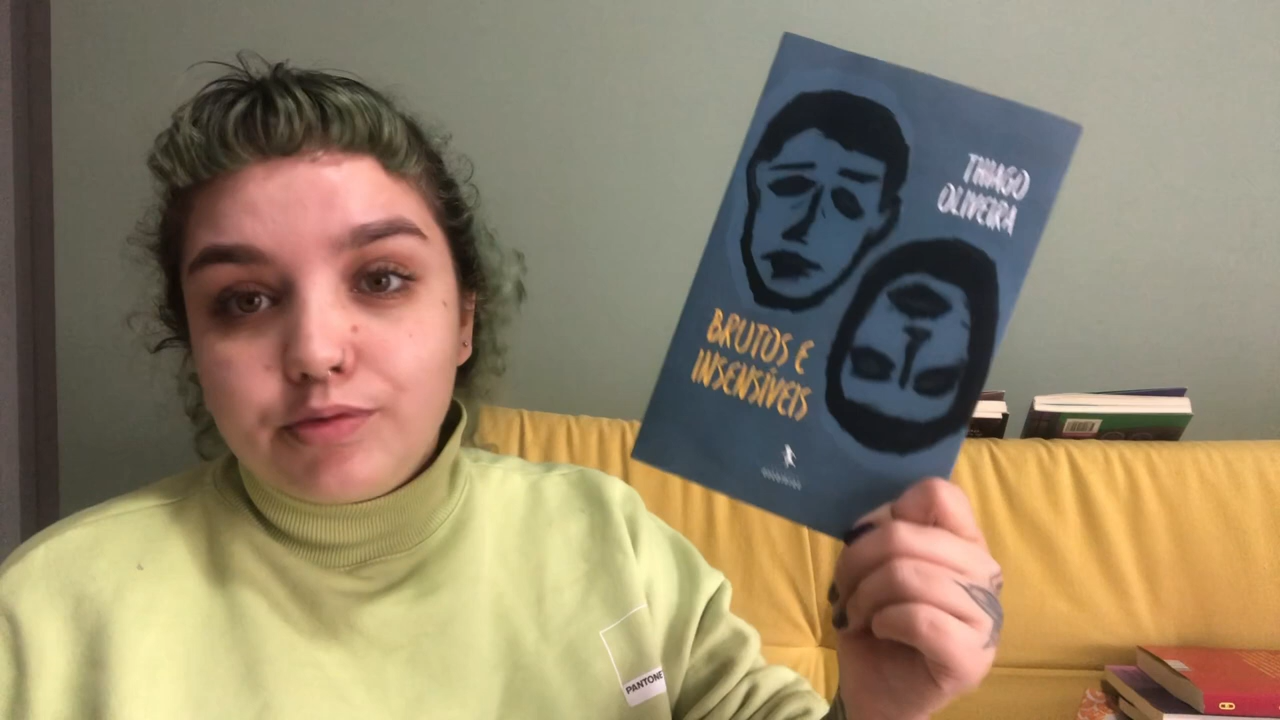 THIAGO
OLIVEIRA
BRUTOS E
INSENSÍVEIS
PANTONE